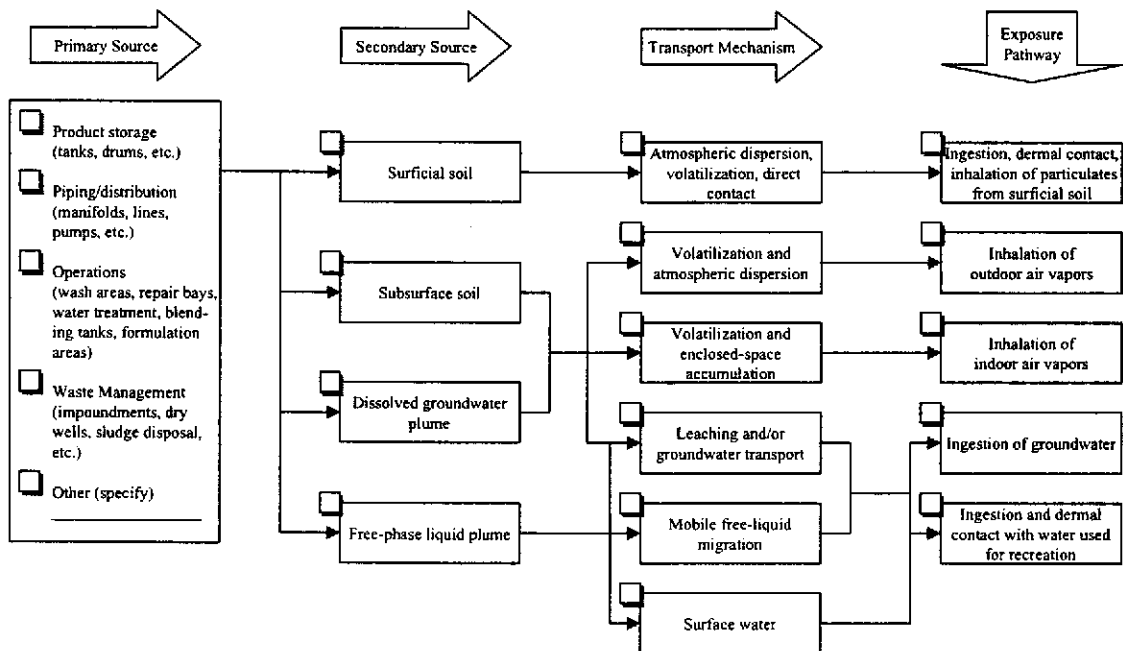 Primary Source
Secondary Source
Transport Mechanism
Exposure
Pathway
Product storage
(tanks, drums, etc.)
Piping/distribution
(manifolds, lines,
pumps, etc.)
Operations
(wash areas, repair bays,
water treatment, blend-
ing tanks, formulation
areas)
Waste Management
(impoundments, dry
wells, sludge disposal,
etc.)
Other (specify)
Surficial soil
Subsurface soil
Dissolved groundwater
plume
Free-phase liquid plume
Atmospheric dispersion,
volatilization, direct
contact
Volatilization and
atmospheric dispersion
Volatilization and
enclosed-space
accumulation
Leaching and/or
groundwater transport
Mobile free-liquid
migration
Surface water
Ingestion, dermal contact,
inhalation of particulates
from surficial soil
Inhalation of
outdoor air vapors
Inhalation of
indoor air vapors
Ingestion of groundwater
Ingestion and dermal
contact with water used
for recreation